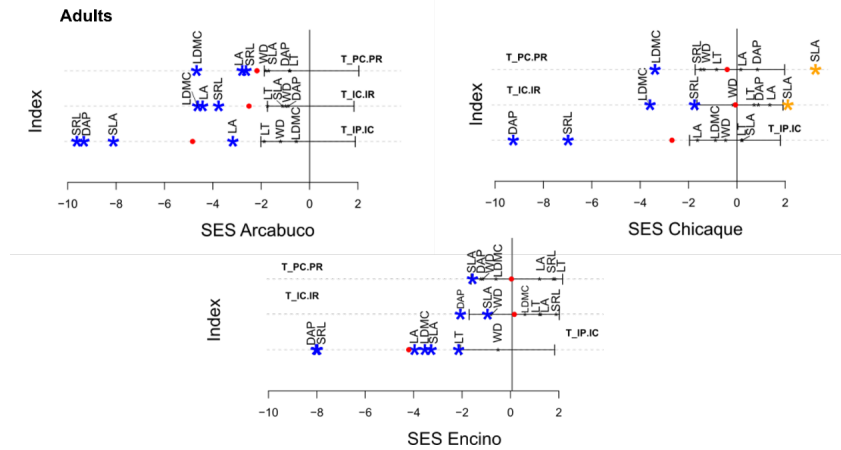 Adults
LDMC LA SRL WD SLA DAP LT T_PC.PR
LDMC LA SRL LT SLA WD DAP T_IC.IR
SRL DAP SLA LA LT WD LDMC T_IP.IC
Index
−10 −8 −6 −4 −2 0 2
SES Arcabuco
T_PC.PR LDMC SRL WD LT LA DAP SLA
T_IC.IR LDMC SRL WD LT DAP LA SLA
DAP SRL LA LDMC WD LT SLA T_IP.IC
Index
−10 −8 −6 −4 −2 0 2
SES Chicaque
T_PC.PR SLA DAP WD LDMC LA SRL LT
T_IC.IR DAP SLA WD LDMC LT LA SRL
DAP SRL LA LDMC SLA LT WD T_IP.IC
Index
−10 −8 −6 −4 −2 0 2
SES Encino